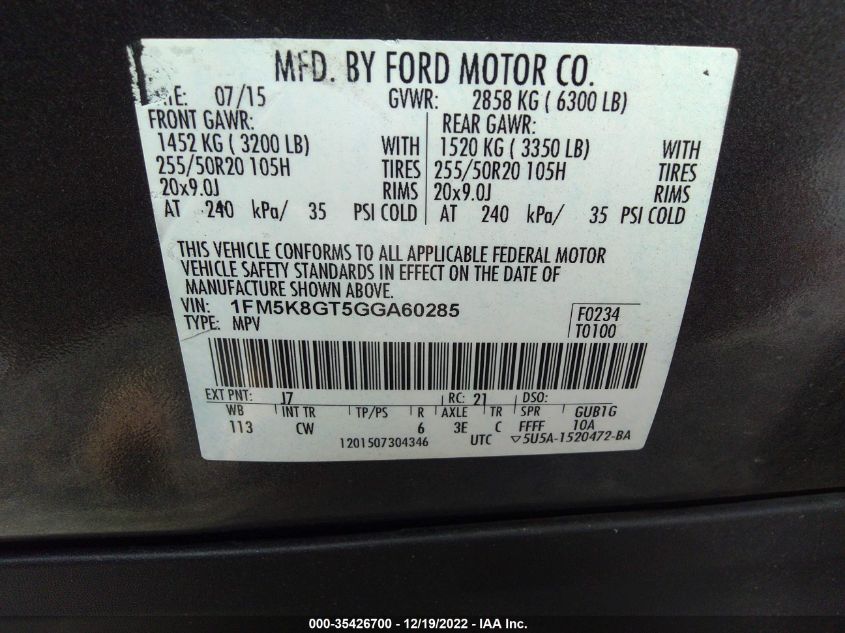 MFD. BY FORD MOTOR CO.
07/15 GVWR: 2858 KG ( 6300 LB)
FRONT GAWR: REAR GAWR:
1452 KG ( 3200 LB) WITH 1520 KG ( 3350 LB) WITH
255/50R20 105H TIRES 255/50R20 105H TIRES
20x9.0J RIMS 20x9.0J RIMS
AT 240 kPa/ 35 PSI COLD AT 240 kPa/ 35 PSI COLD
THIS VEHICLE CONFORMS TO ALL APPLICABLE FEDERAL MOTOR
VEHICLE SAFETY STANDARDS IN EFFECT ON THE DATE OF
MANUFACTURE SHOWN ABOVE.
VIN: 1FM5K8GT5GGA60285 F0234
TYPE: MPV T0100
EXT PNT: J7 RC: 21 DSO:
WB INT TR TP/PS R AXLE TR SPR GUB1G
113 CW 6 3E C FFFF 10A
1201507304346 UTC ▽5U5A-1520472-BA
000-35426700 - 12/19/2022 - IAA Inc.